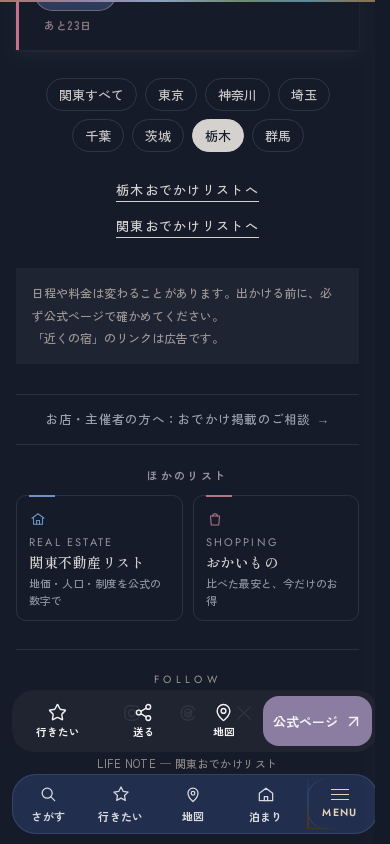 あと23日
関東すべて
東京
神奈川
埼玉
千葉
茨城
栃木
群馬
栃木おでかけリストへ
関東おでかけリストへ
日程や料金は変わることがあります。出かける前に、必
ず公式ページで確かめてください。
「近くの宿」のリンクは広告です。
お店・主催者の方へ：おでかけ掲載のご相談 →
ほかのリスト
REAL ESTATE
関東不動産リスト
地価・人口・制度を公式の
数字で
SHOPPING
おかいもの
比べた最安と、今だけのお
得
FOLLOW
行きたい
送る
地図
公式ページ
LIFE NOTE — 関東おでかけリスト
さがす
行きたい
地図
泊まり
MENU